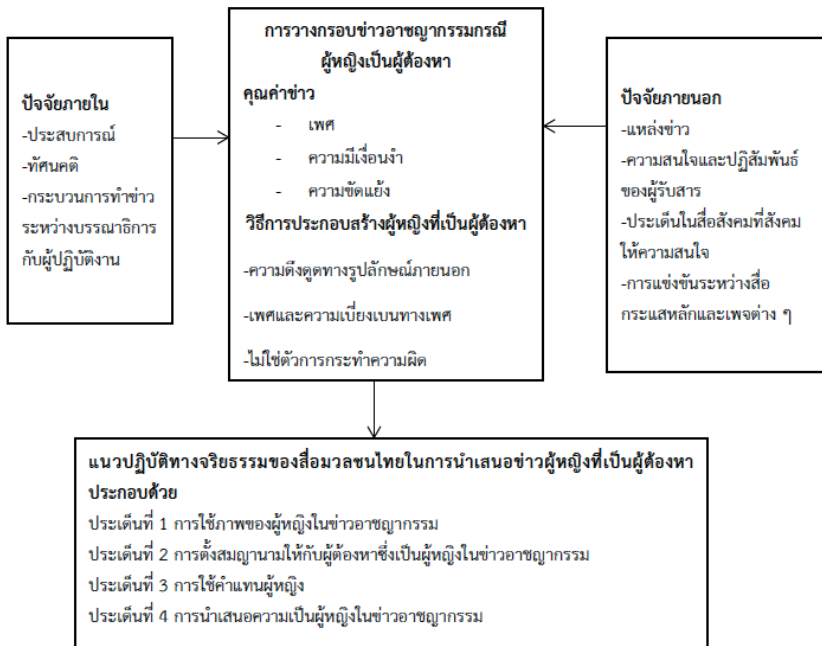 การวางกรอบข่าวอาชญากรรมกรณี
ผู้หญิงเป็นผู้ต้องหา
คุณค่าข่าว
- เพศ
- ความมีเงื่อนงำ
- ความขัดแย้ง
วิธีการประกอบสร้างผู้หญิงที่เป็นผู้ต้องหา
-ความดึงดูดทางรูปลักษณ์ภายนอก
-เพศและความเบี่ยงเบนทางเพศ
-ไม่ใช่ตัวการกระทำความผิด
ปัจจัยภายใน
-ประสบการณ์
-ทัศนคติ
-กระบวนการทำข่าว
ระหว่างบรรณาธิการ
กับผู้ปฏิบัติงาน
ปัจจัยภายนอก
-แหล่งข่าว
-ความสนใจและปฏิสัมพันธ์
ของผู้รับสาร
-ประเด็นในสื่อสังคมที่สังคม
ให้ความสนใจ
-การแข่งขันระหว่างสื่อ
กระแสหลักและเพจต่าง ๆ
แนวปฏิบัติทางจริยธรรมของสื่อมวลชนไทยในการนำเสนอข่าวผู้หญิงที่เป็นผู้ต้องหา
ประกอบด้วย
ประเด็นที่ 1 การใช้ภาพของผู้หญิงในข่าวอาชญากรรม
ประเด็นที่ 2 การตั้งสมญานามให้กับผู้ต้องหาซึ่งเป็นผู้หญิงในข่าวอาชญากรรม
ประเด็นที่ 3 การใช้คำแทนผู้หญิง
ประเด็นที่ 4 การนำเสนอความเป็นผู้หญิงในข่าวอาชญากรรม